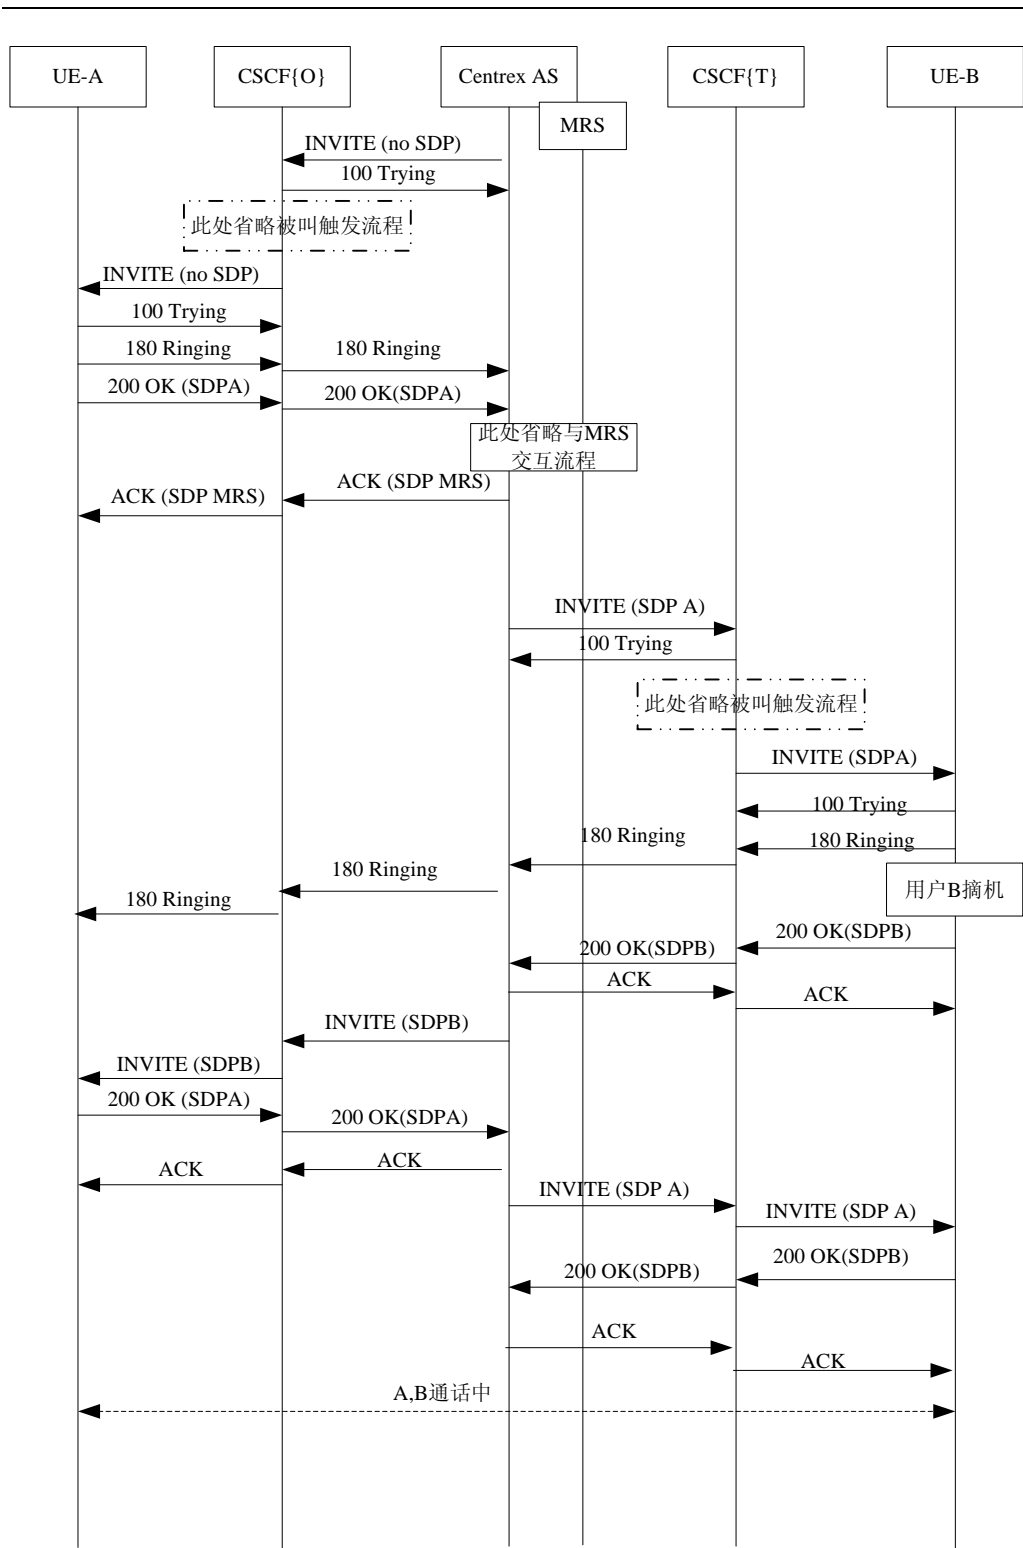 UE-A
CSCF{O}
Centrex AS
CSCF{T}
UE-B
MRS
INVITE (no SDP)
100 Trying
此处省略被叫触发流程
INVITE (no SDP)
100 Trying
180 Ringing
180 Ringing
200 OK (SDPA)
200 OK(SDPA)
此处省略与MRS
交互流程
ACK (SDP MRS)
ACK (SDP MRS)
INVITE (SDP A)
100 Trying
此处省略被叫触发流程
INVITE (SDPA)
100 Trying
180 Ringing
180 Ringing
180 Ringing
180 Ringing
用户B摘机
200 OK(SDPB)
200 OK(SDPB)
ACK
ACK
INVITE (SDPB)
INVITE (SDPB)
200 OK (SDPA)
200 OK(SDPA)
ACK
ACK
INVITE (SDP A)
INVITE (SDP A)
200 OK(SDPB)
200 OK(SDPB)
ACK
ACK
A,B通话中